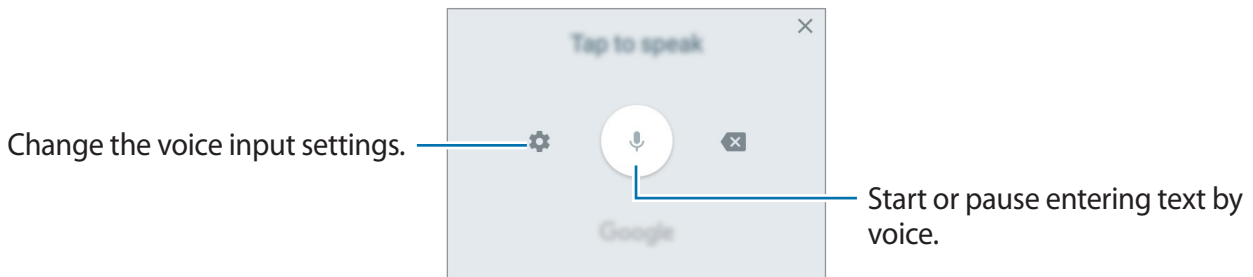 Tap to speak
Change the voice input settings.
Start or pause entering text by
voice.
Google